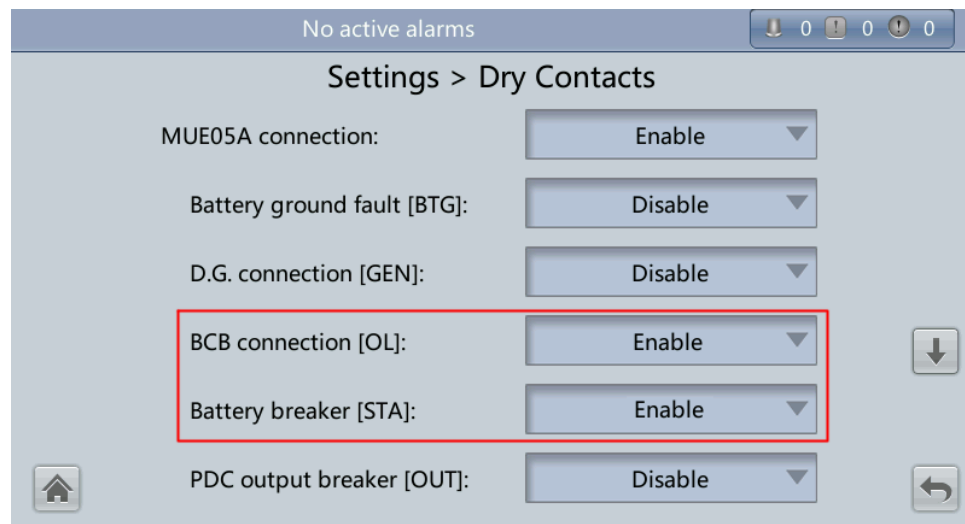 No active alarms
0 0 0
Settings > Dry Contacts
MUE05A connection: Enable
Battery ground fault [BTG]: Disable
D.G. connection [GEN]: Disable
BCB connection [OL]: Enable
Battery breaker [STA]: Enable
PDC output breaker [OUT]: Disable